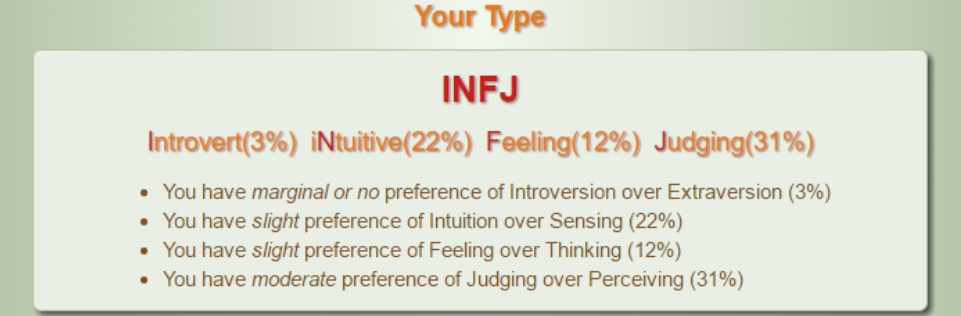 Your Type
INFJ
Introvert(3%) iNtuitive(22%) Feeling(12%) Judging(31%)
• You have marginal or no preference of Introversion over Extraversion (3%)
• You have slight preference of Intuition over Sensing (22%)
• You have slight preference of Feeling over Thinking (12%)
• You have moderate preference of Judging over Perceiving (31%)